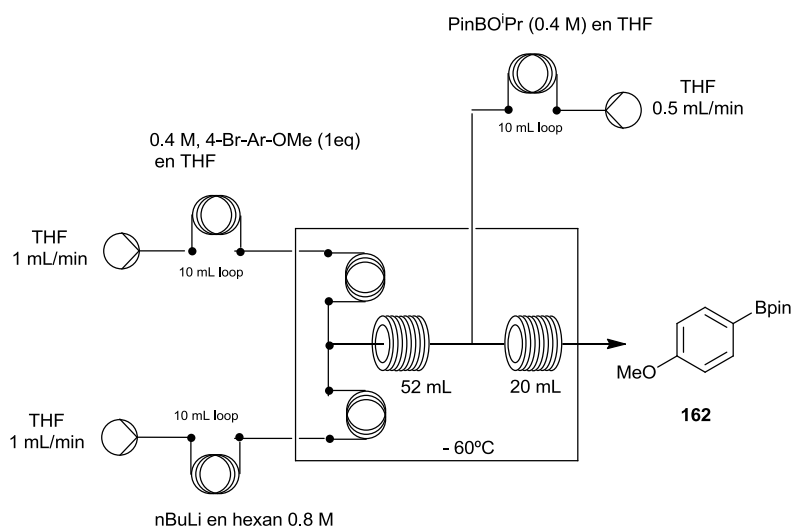 PinBOⁱPr (0.4 M) en THF
THF
0.5 mL/min
10 mL loop
0.4 M, 4-Br-Ar-OMe (1eq)
en THF
THF
1 mL/min
10 mL loop
52 mL
20 mL
Bpin
MeO
162
THF
1 mL/min
10 mL loop
- 60ºC
nBuLi en hexan 0.8 M